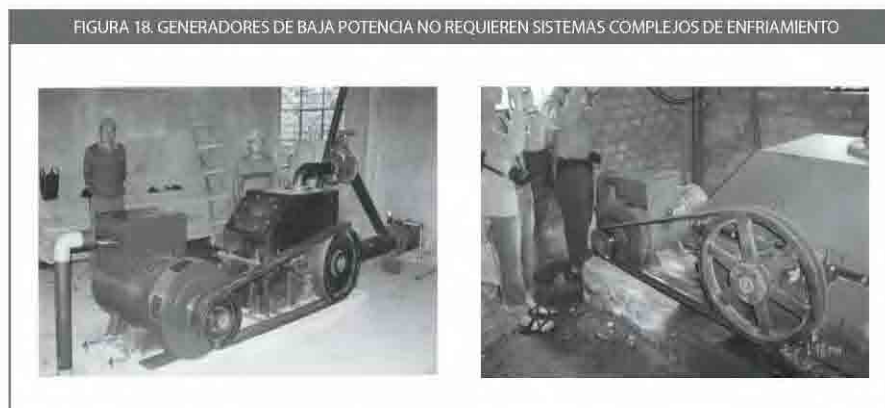 FIGURA 18. GENERADORES DE BAJA POTENCIA NO REQUIEREN SISTEMAS COMPLEJOS DE ENFRIAMIENTO